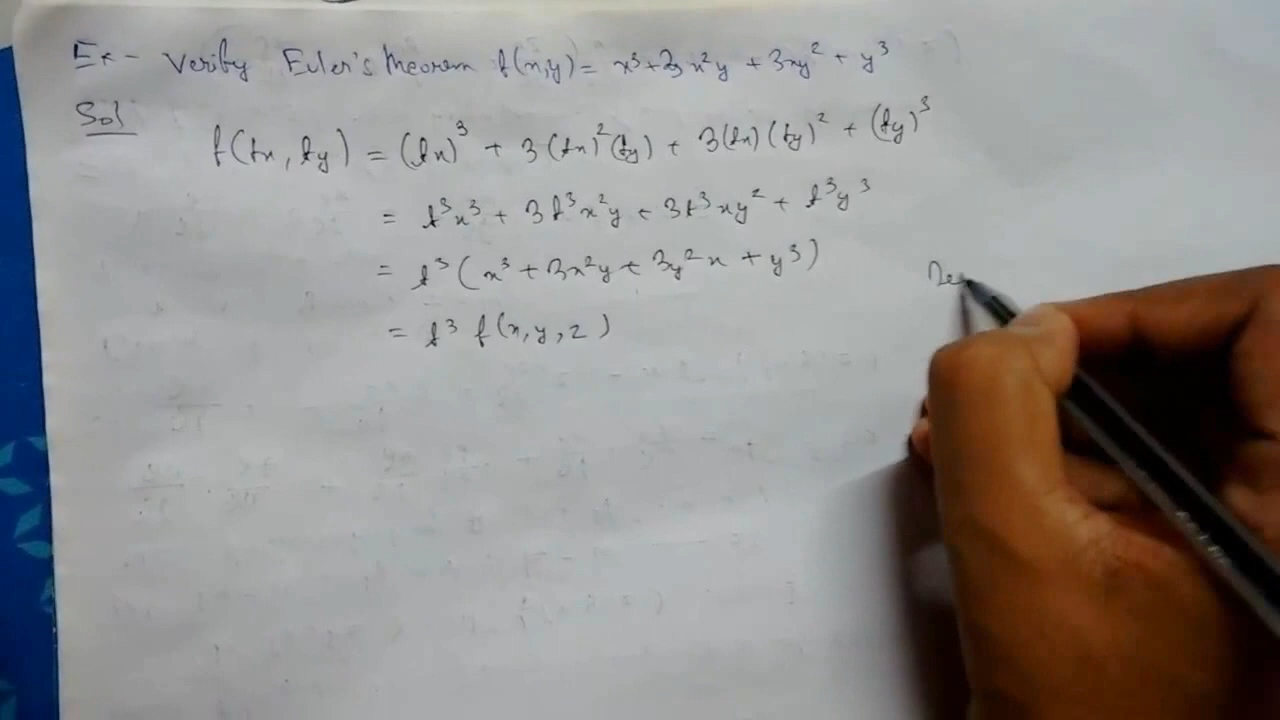 Ex- Verify Euler's theorem f(x,y) = x³+3x²y + 3xy² + y³
Sol
f(tx, ty) = (tx)³ + 3(tx)²(ty) + 3(tx)(ty)² + (ty)³
= t³x³ + 3t³x²y + 3t³xy² + t³y³
= t³(x³ + 3x²y + 3y²x + y³)
= t³ f(x,y,z)